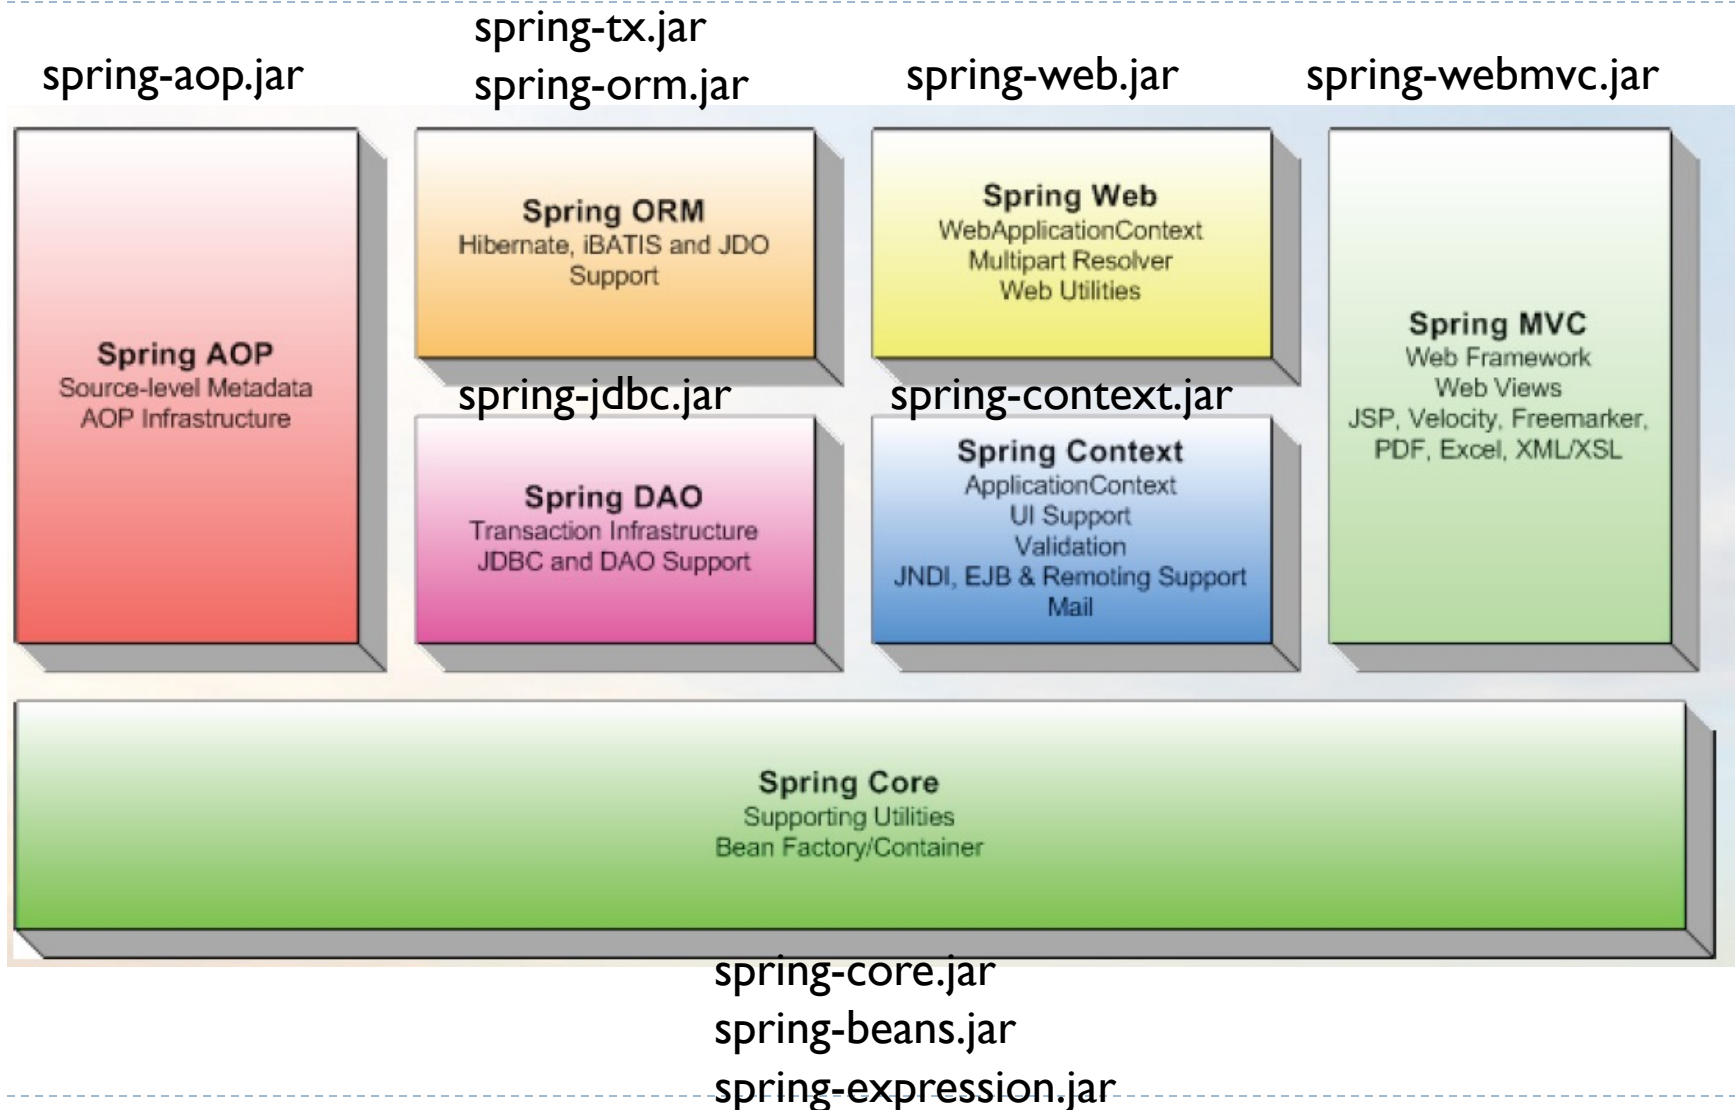 spring-tx.jar
spring-aop.jar
spring-orm.jar
spring-web.jar
spring-webmvc.jar
Spring AOP
Source-level Metadata
AOP Infrastructure
Spring ORM
Hibernate, iBATIS and JDO
Support
spring-jdbc.jar
Spring DAO
Transaction Infrastructure
JDBC and DAO Support
Spring Web
WebApplicationContext
Multipart Resolver
Web Utilities
spring-context.jar
Spring Context
ApplicationContext
UI Support
Validation
JNDI, EJB & Remoting Support
Mail
Spring MVC
Web Framework
Web Views
JSP, Velocity, Freemarker,
PDF, Excel, XML/XSL
Spring Core
Supporting Utilities
Bean Factory/Container
spring-core.jar
spring-beans.jar
spring-expression.jar